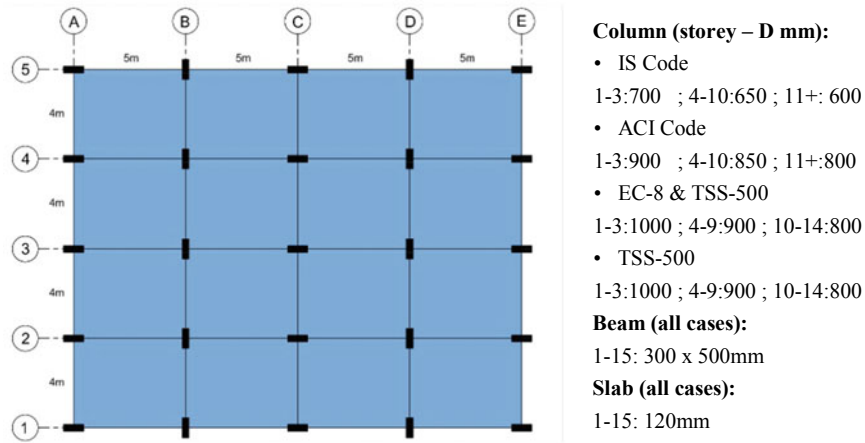 A B C D E
5m 5m 5m 5m
5
4m
4
4m
3
4m
2
4m
1
Column (storey – D mm):
• IS Code
1-3:700 ; 4-10:650 ; 11+: 600
• ACI Code
1-3:900 ; 4-10:850 ; 11+:800
• EC-8 & TSS-500
1-3:1000 ; 4-9:900 ; 10-14:800
• TSS-500
1-3:1000 ; 4-9:900 ; 10-14:800
Beam (all cases):
1-15: 300 x 500mm
Slab (all cases):
1-15: 120mm